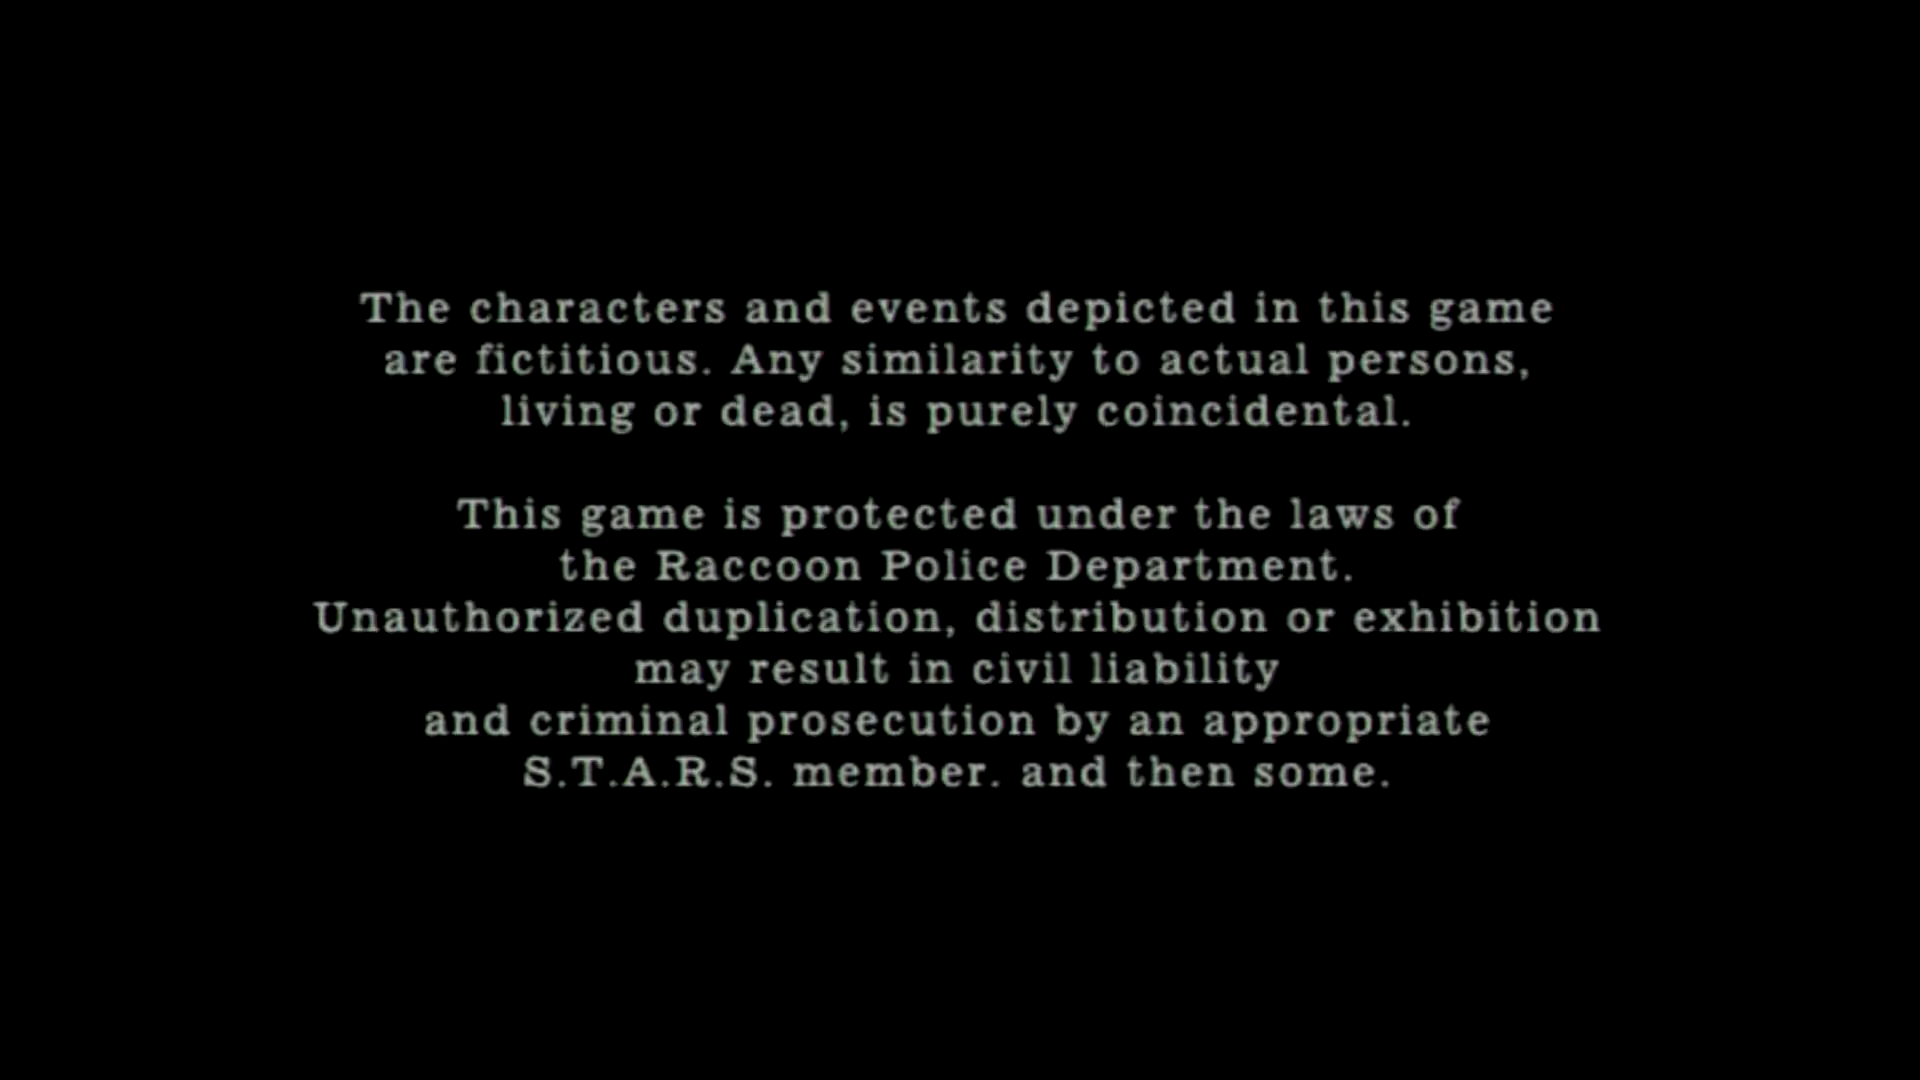 The characters and events depicted in this game
are fictitious. Any similarity to actual persons,
living or dead, is purely coincidental.
This game is protected under the laws of
the Raccoon Police Department.
Unauthorized duplication, distribution or exhibition
may result in civil liability
and criminal prosecution by an appropriate
S.T.A.R.S. member. and then some.